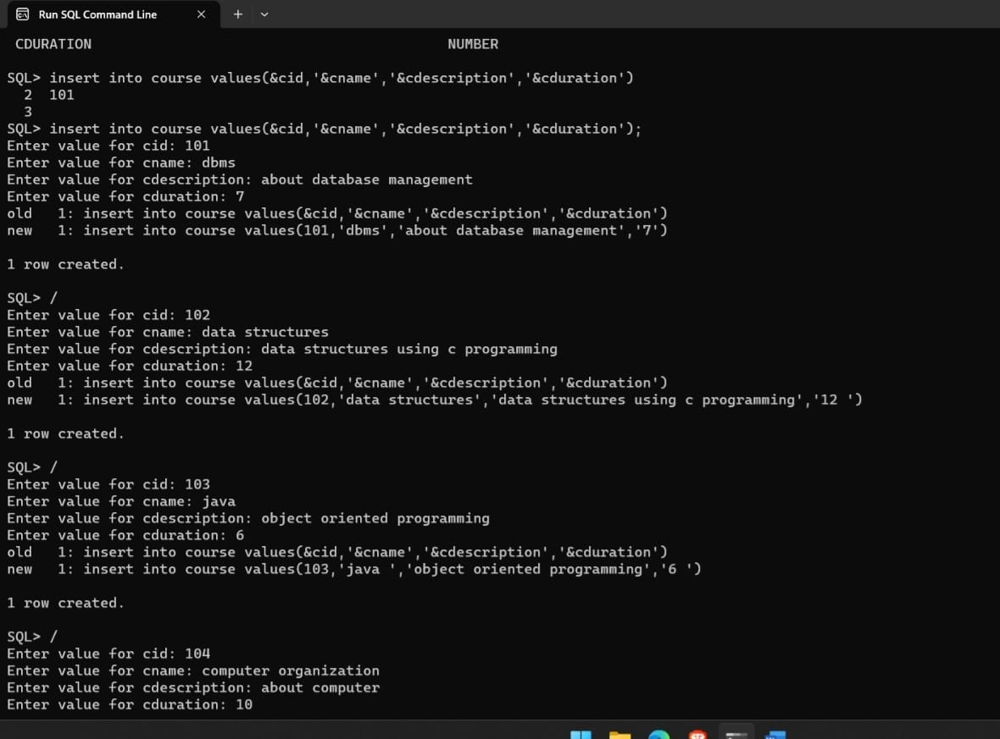 Run SQL Command Line
CDURATION NUMBER
SQL> insert into course values(&cid,'&cname','&cdescription','&cduration')
2 101
3
SQL> insert into course values(&cid,'&cname','&cdescription','&cduration');
Enter value for cid: 101
Enter value for cname: dbms
Enter value for cdescription: about database management
Enter value for cduration: 7
old 1: insert into course values(&cid,'&cname','&cdescription','&cduration')
new 1: insert into course values(101,'dbms','about database management','7')
1 row created.
SQL> /
Enter value for cid: 102
Enter value for cname: data structures
Enter value for cdescription: data structures using c programming
Enter value for cduration: 12
old 1: insert into course values(&cid,'&cname','&cdescription','&cduration')
new 1: insert into course values(102,'data structures','data structures using c programming','12 ')
1 row created.
SQL> /
Enter value for cid: 103
Enter value for cname: java
Enter value for cdescription: object oriented programming
Enter value for cduration: 6
old 1: insert into course values(&cid,'&cname','&cdescription','&cduration')
new 1: insert into course values(103,'java ','object oriented programming','6 ')
1 row created.
SQL> /
Enter value for cid: 104
Enter value for cname: computer organization
Enter value for cdescription: about computer
Enter value for cduration: 10